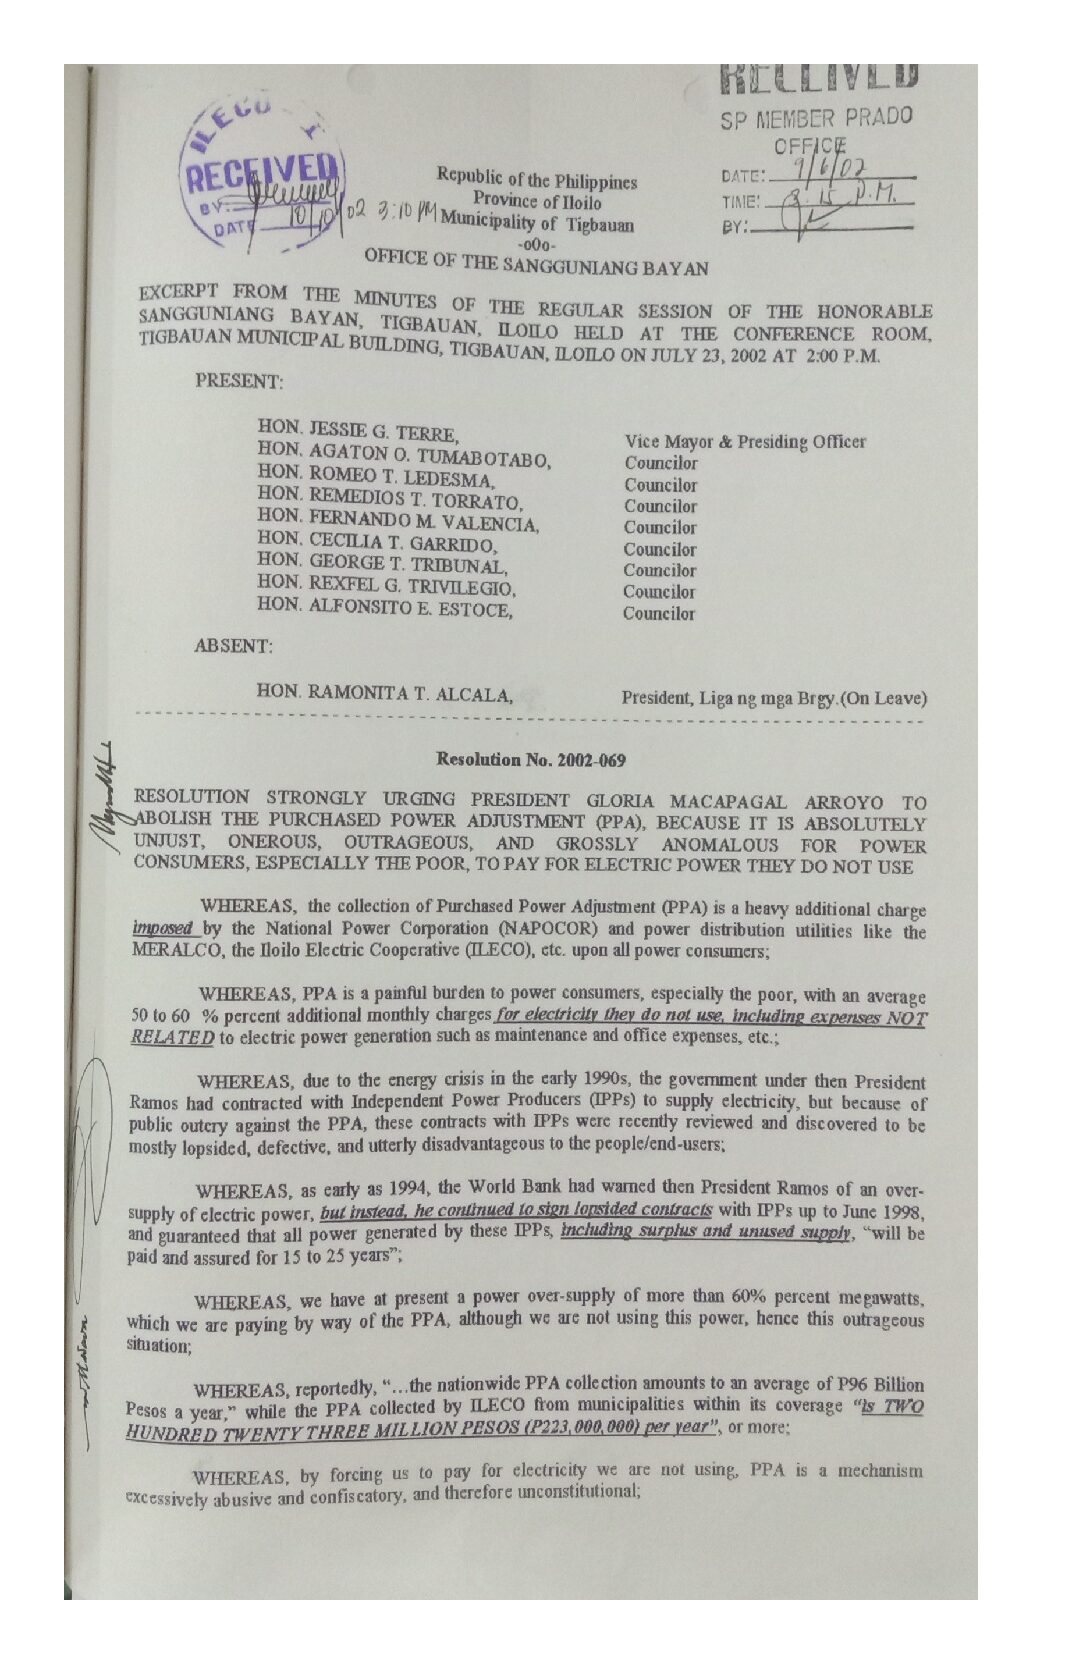 RECEIVED
SP MEMBER PRADO
OFFICE
DATE: 9/6/02
TIME: 3:15 P.M.
BY:
ILECO I
RECEIVED
BY:
DATE 10/10/02 3:10 PM
Republic of the Philippines
Province of Iloilo
Municipality of Tigbauan
-o0o-
OFFICE OF THE SANGGUNIANG BAYAN
EXCERPT FROM THE MINUTES OF THE REGULAR SESSION OF THE HONORABLE
SANGGUNIANG BAYAN, TIGBAUAN, ILOILO HELD AT THE CONFERENCE ROOM,
TIGBAUAN MUNICIPAL BUILDING, TIGBAUAN, ILOILO ON JULY 23, 2002 AT 2:00 P.M.
PRESENT:
HON. JESSIE G. TERRE, Vice Mayor & Presiding Officer
HON. AGATON O. TUMABOTABO, Councilor
HON. ROMEO T. LEDESMA, Councilor
HON. REMEDIOS T. TORRATO, Councilor
HON. FERNANDO M. VALENCIA, Councilor
HON. CECILIA T. GARRIDO, Councilor
HON. GEORGE T. TRIBUNAL, Councilor
HON. REXFEL G. TRIVILEGIO, Councilor
HON. ALFONSITO E. ESTOCE, Councilor
ABSENT:
HON. RAMONITA T. ALCALA, President, Liga ng mga Brgy.(On Leave)
Resolution No. 2002-069
RESOLUTION STRONGLY URGING PRESIDENT GLORIA MACAPAGAL ARROYO TO
ABOLISH THE PURCHASED POWER ADJUSTMENT (PPA), BECAUSE IT IS ABSOLUTELY
UNJUST, ONEROUS, OUTRAGEOUS, AND GROSSLY ANOMALOUS FOR POWER
CONSUMERS, ESPECIALLY THE POOR, TO PAY FOR ELECTRIC POWER THEY DO NOT USE
WHEREAS, the collection of Purchased Power Adjustment (PPA) is a heavy additional charge
imposed by the National Power Corporation (NAPOCOR) and power distribution utilities like the
MERALCO, the Iloilo Electric Cooperative (ILECO), etc. upon all power consumers;
WHEREAS, PPA is a painful burden to power consumers, especially the poor, with an average
50 to 60 % percent additional monthly charges for electricity they do not use, including expenses NOT
RELATED to electric power generation such as maintenance and office expenses, etc.;
WHEREAS, due to the energy crisis in the early 1990s, the government under then President
Ramos had contracted with Independent Power Producers (IPPs) to supply electricity, but because of
public outcry against the PPA, these contracts with IPPs were recently reviewed and discovered to be
mostly lopsided, defective, and utterly disadvantageous to the people/end-users;
WHEREAS, as early as 1994, the World Bank had warned then President Ramos of an over-
supply of electric power, but instead, he continued to sign lopsided contracts with IPPs up to June 1998,
and guaranteed that all power generated by these IPPs, including surplus and unused supply, “will be
paid and assured for 15 to 25 years”;
WHEREAS, we have at present a power over-supply of more than 60% percent megawatts,
which we are paying by way of the PPA, although we are not using this power, hence this outrageous
situation;
WHEREAS, reportedly, “...the nationwide PPA collection amounts to an average of P96 Billion
Pesos a year,” while the PPA collected by ILECO from municipalities within its coverage “is TWO
HUNDRED TWENTY THREE MILLION PESOS (P223,000,000) per year”, or more;
WHEREAS, by forcing us to pay for electricity we are not using, PPA is a mechanism
excessively abusive and confiscatory, and therefore unconstitutional;